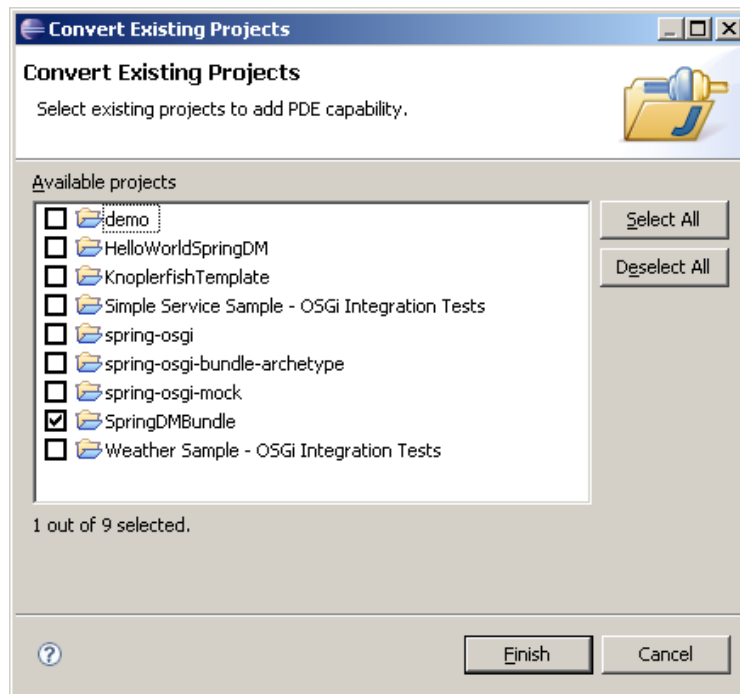 Convert Existing Projects
Convert Existing Projects
Select existing projects to add PDE capability.
Available projects
demo
HelloWorldSpringDM
KnoplerfishTemplate
Simple Service Sample - OSGi Integration Tests
spring-osgi
spring-osgi-bundle-archetype
spring-osgi-mock
SpringDMBundle
Weather Sample - OSGi Integration Tests
Select All
Deselect All
1 out of 9 selected.
?
Finish
Cancel